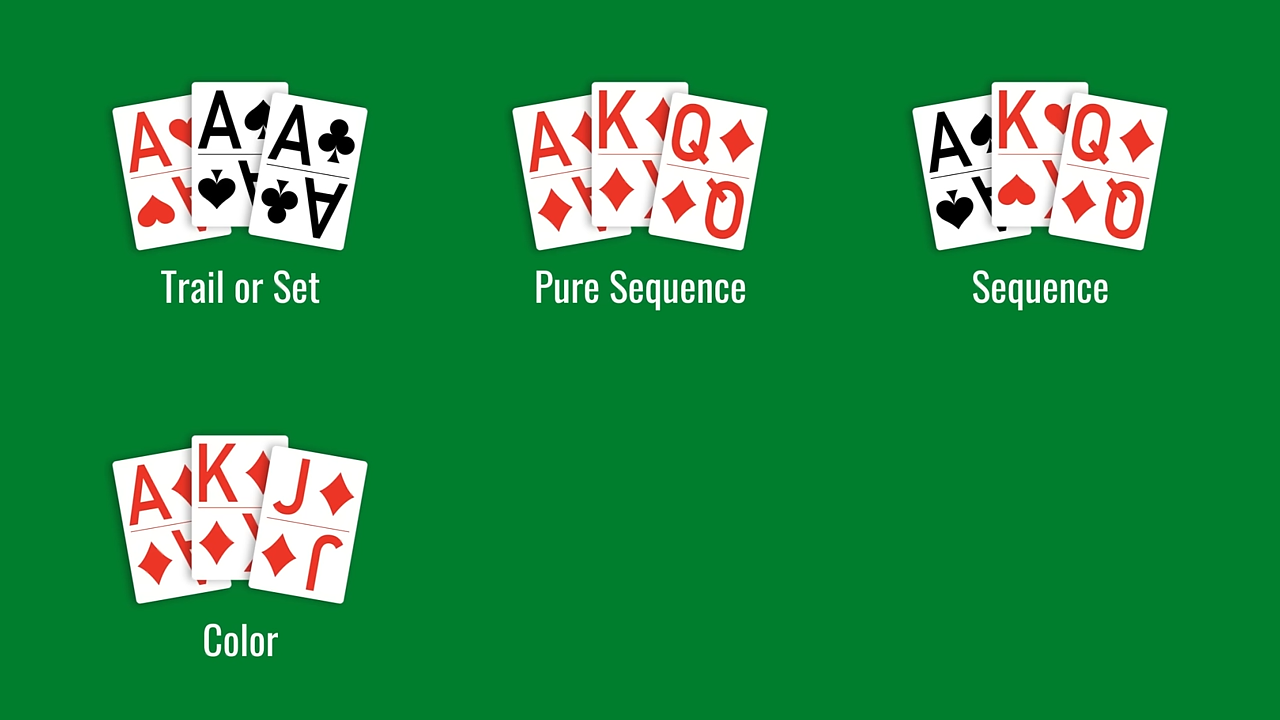 A A A
A K Q
A K Q
Trail or Set
Pure Sequence
Sequence
A K J
Color